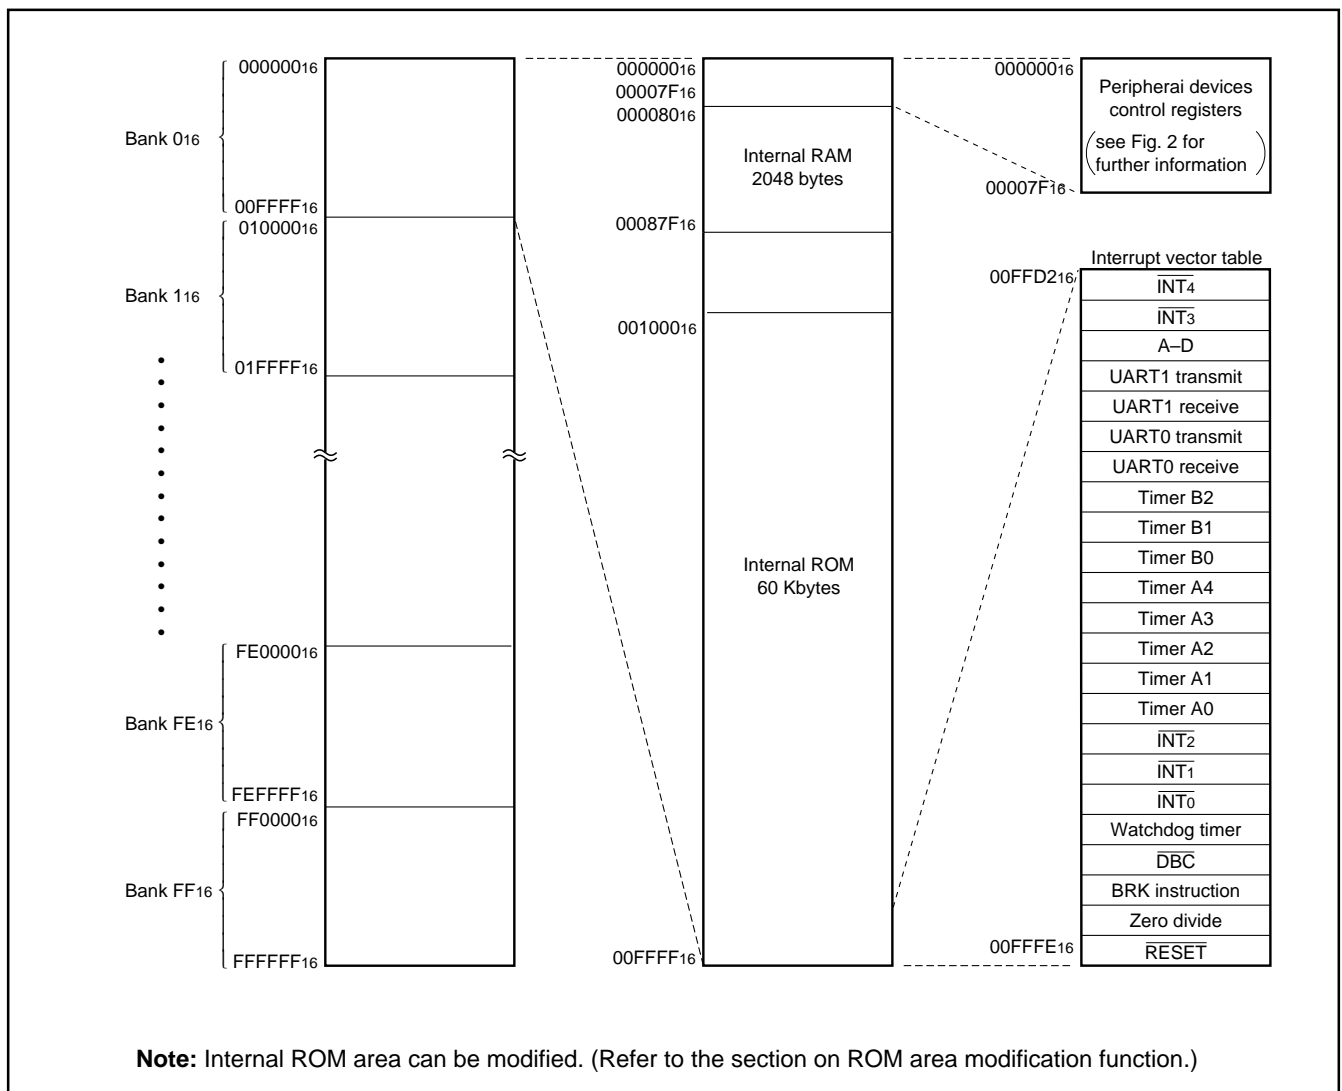 000000₁₆
Bank 0₁₆
00FFFF₁₆
010000₁₆
Bank 1₁₆
01FFFF₁₆
FE0000₁₆
Bank FE₁₆
FEFFFF₁₆
FF0000₁₆
Bank FF₁₆
FFFFFF₁₆
000000₁₆
00007F₁₆
000080₁₆
Internal RAM
2048 bytes
00087F₁₆
001000₁₆
Internal ROM
60 Kbytes
00FFFF₁₆
000000₁₆
Peripherai devices
control registers
(see Fig. 2 for
further information)
00007F₁₆
Interrupt vector table
00FFD2₁₆
INT4
INT3
A–D
UART1 transmit
UART1 receive
UART0 transmit
UART0 receive
Timer B2
Timer B1
Timer B0
Timer A4
Timer A3
Timer A2
Timer A1
Timer A0
INT2
INT1
INT0
Watchdog timer
DBC
BRK instruction
Zero divide
00FFFE₁₆
RESET
Note: Internal ROM area can be modified. (Refer to the section on ROM area modification function.)